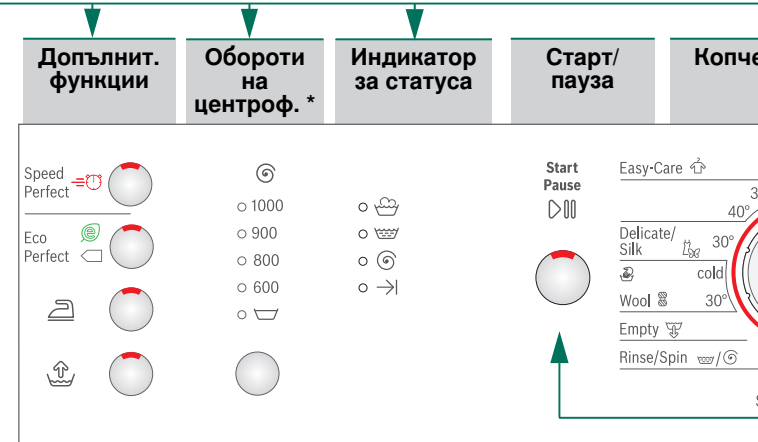 Допълнит.
функции
Обороти
на
центроф. *
Индикатор
за статуса
Старт/
пауза
Speed
Perfect
Eco
Perfect
1000
900
800
600
Start
Pause
Easy-Care
40°
Delicate/
Silk 30°
cold
Wool 30°
Empty
Rinse/Spin /